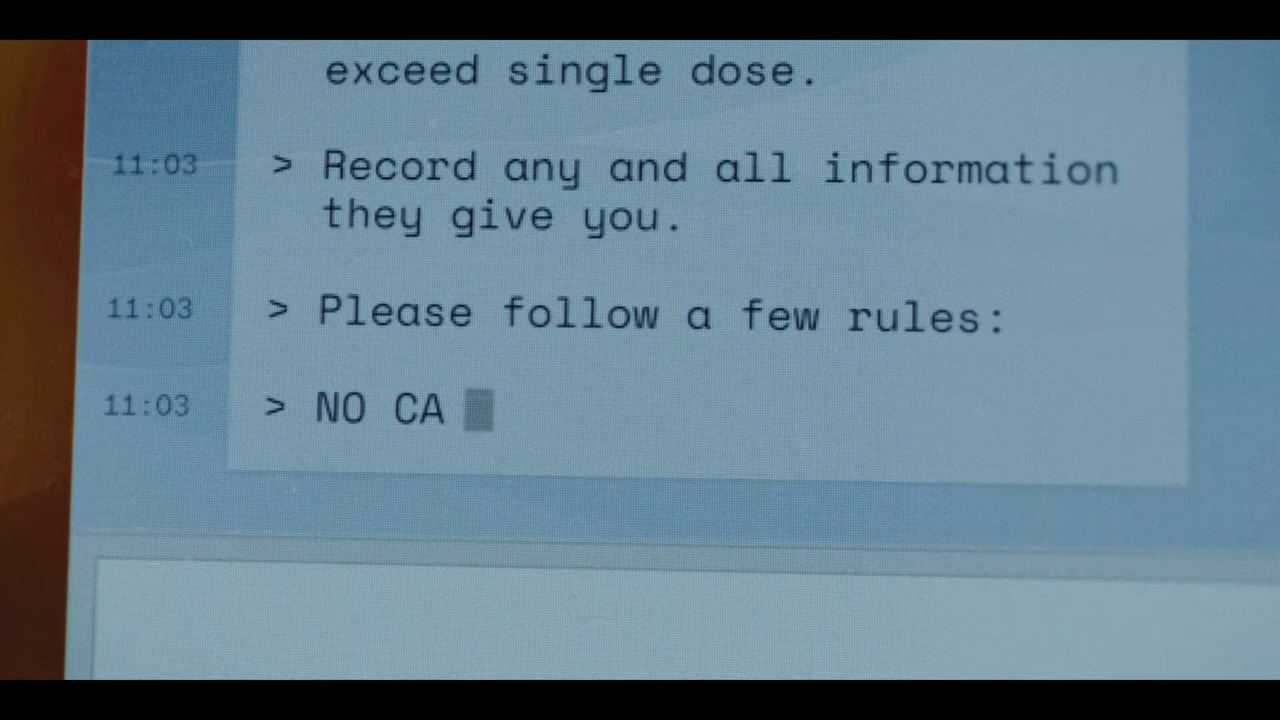 exceed single dose.
11:03 > Record any and all information
they give you.
11:03 > Please follow a few rules:
11:03 > NO CA